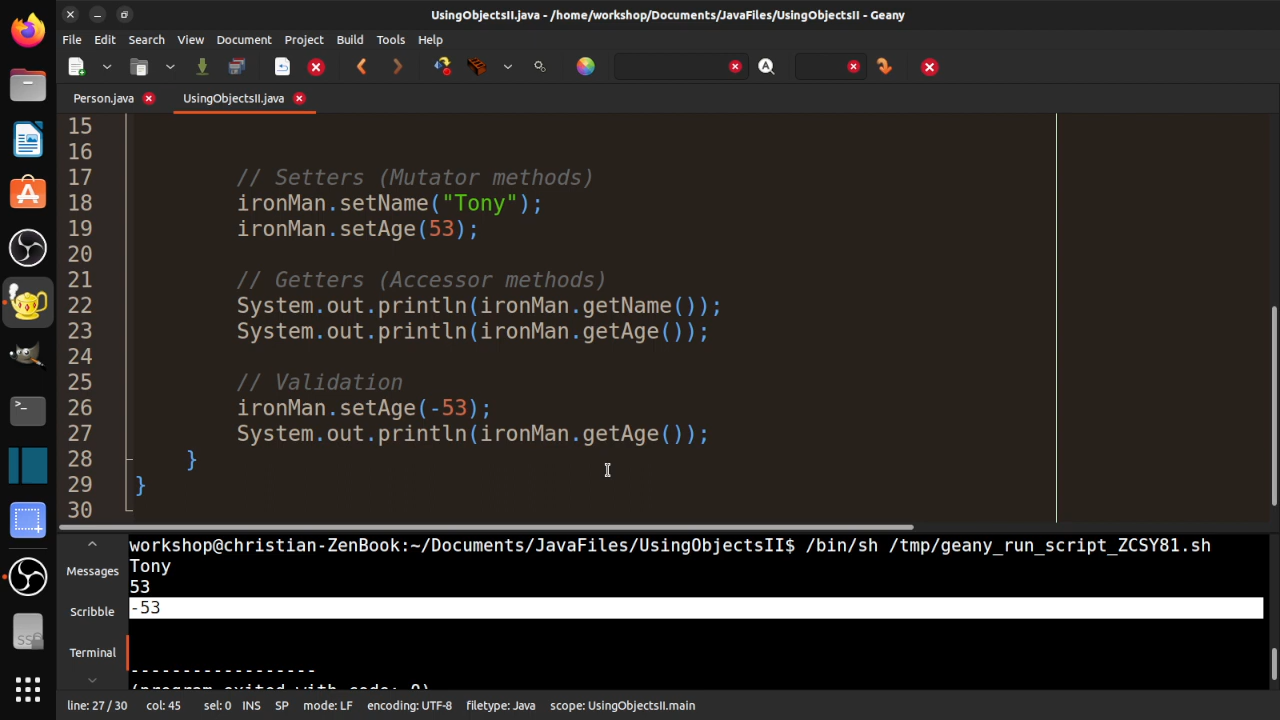 UsingObjectsII.java - /home/workshop/Documents/JavaFiles/UsingObjectsII - Geany
File Edit Search View Document Project Build Tools Help
Person.java UsingObjectsII.java
15
16
17 // Setters (Mutator methods)
18 ironMan.setName("Tony");
19 ironMan.setAge(53);
20
21 // Getters (Accessor methods)
22 System.out.println(ironMan.getName());
23 System.out.println(ironMan.getAge());
24
25 // Validation
26 ironMan.setAge(-53);
27 System.out.println(ironMan.getAge());
28 }
29 }
30
Messages
Scribble
Terminal
workshop@christian-ZenBook:~/Documents/JavaFiles/UsingObjectsII$ /bin/sh /tmp/geany_run_script_ZCSY81.sh
Tony
53
-53
------------------
(program exited with code: 0)
line: 27 / 30 col: 45 sel: 0 INS SP mode: LF encoding: UTF-8 filetype: Java scope: UsingObjectsII.main